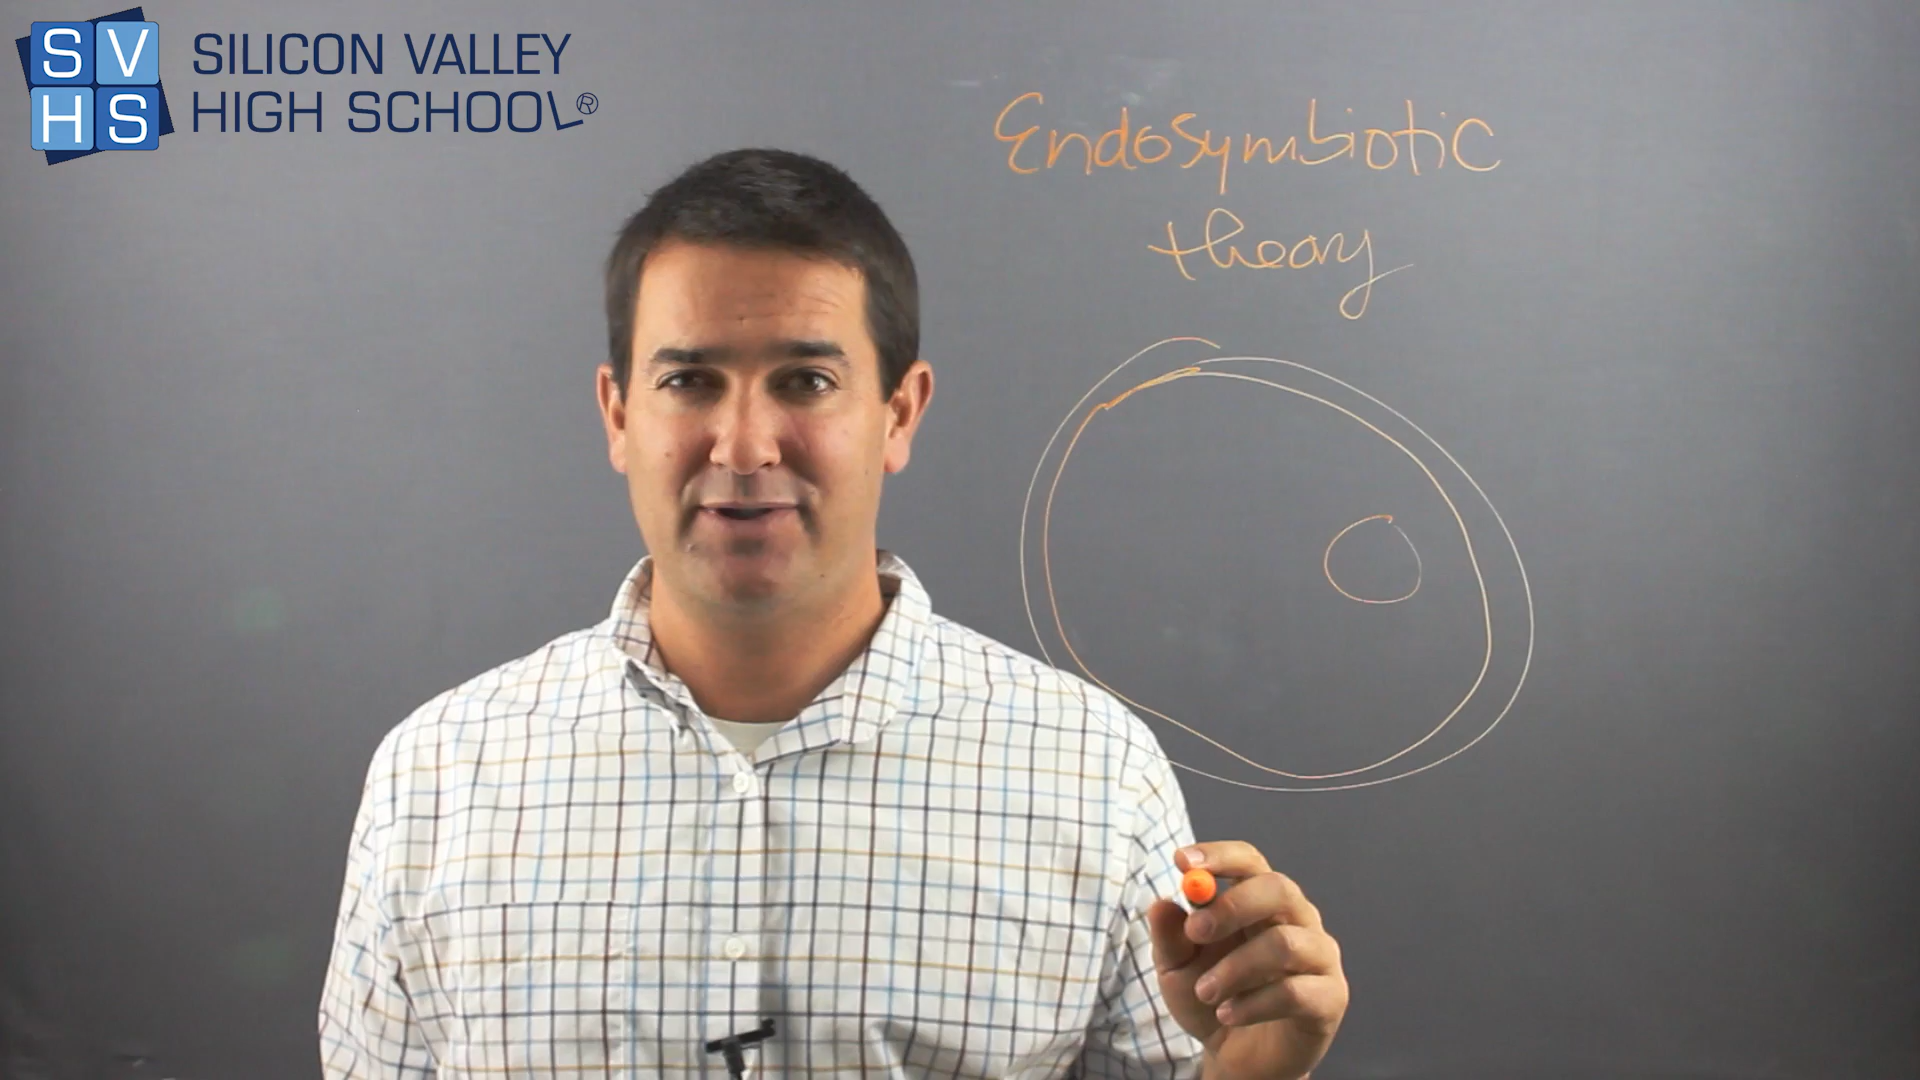 SV
HS
SILICON VALLEY
HIGH SCHOOL®
Endosymbiotic
theory